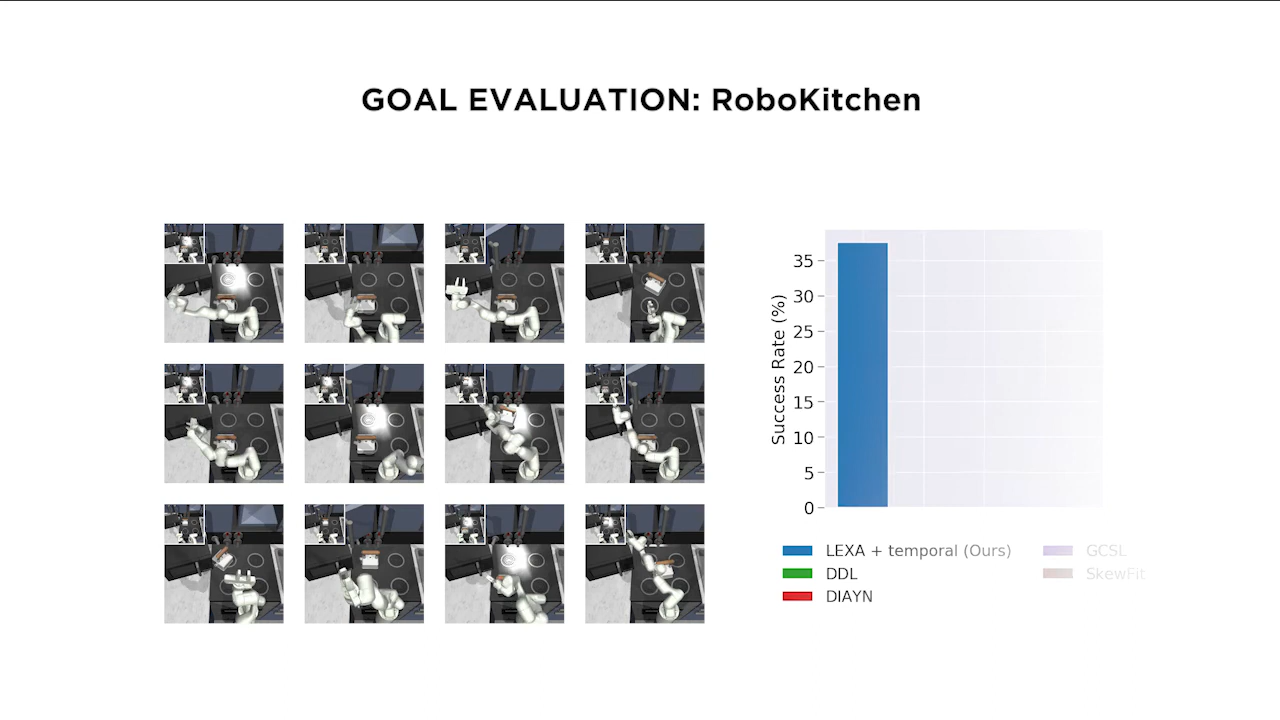 GOAL EVALUATION: RoboKitchen
Success Rate (%)
35
30
25
20
15
10
5
0
LEXA + temporal (Ours)
DDL
DIAYN
GCSL
SkewFit